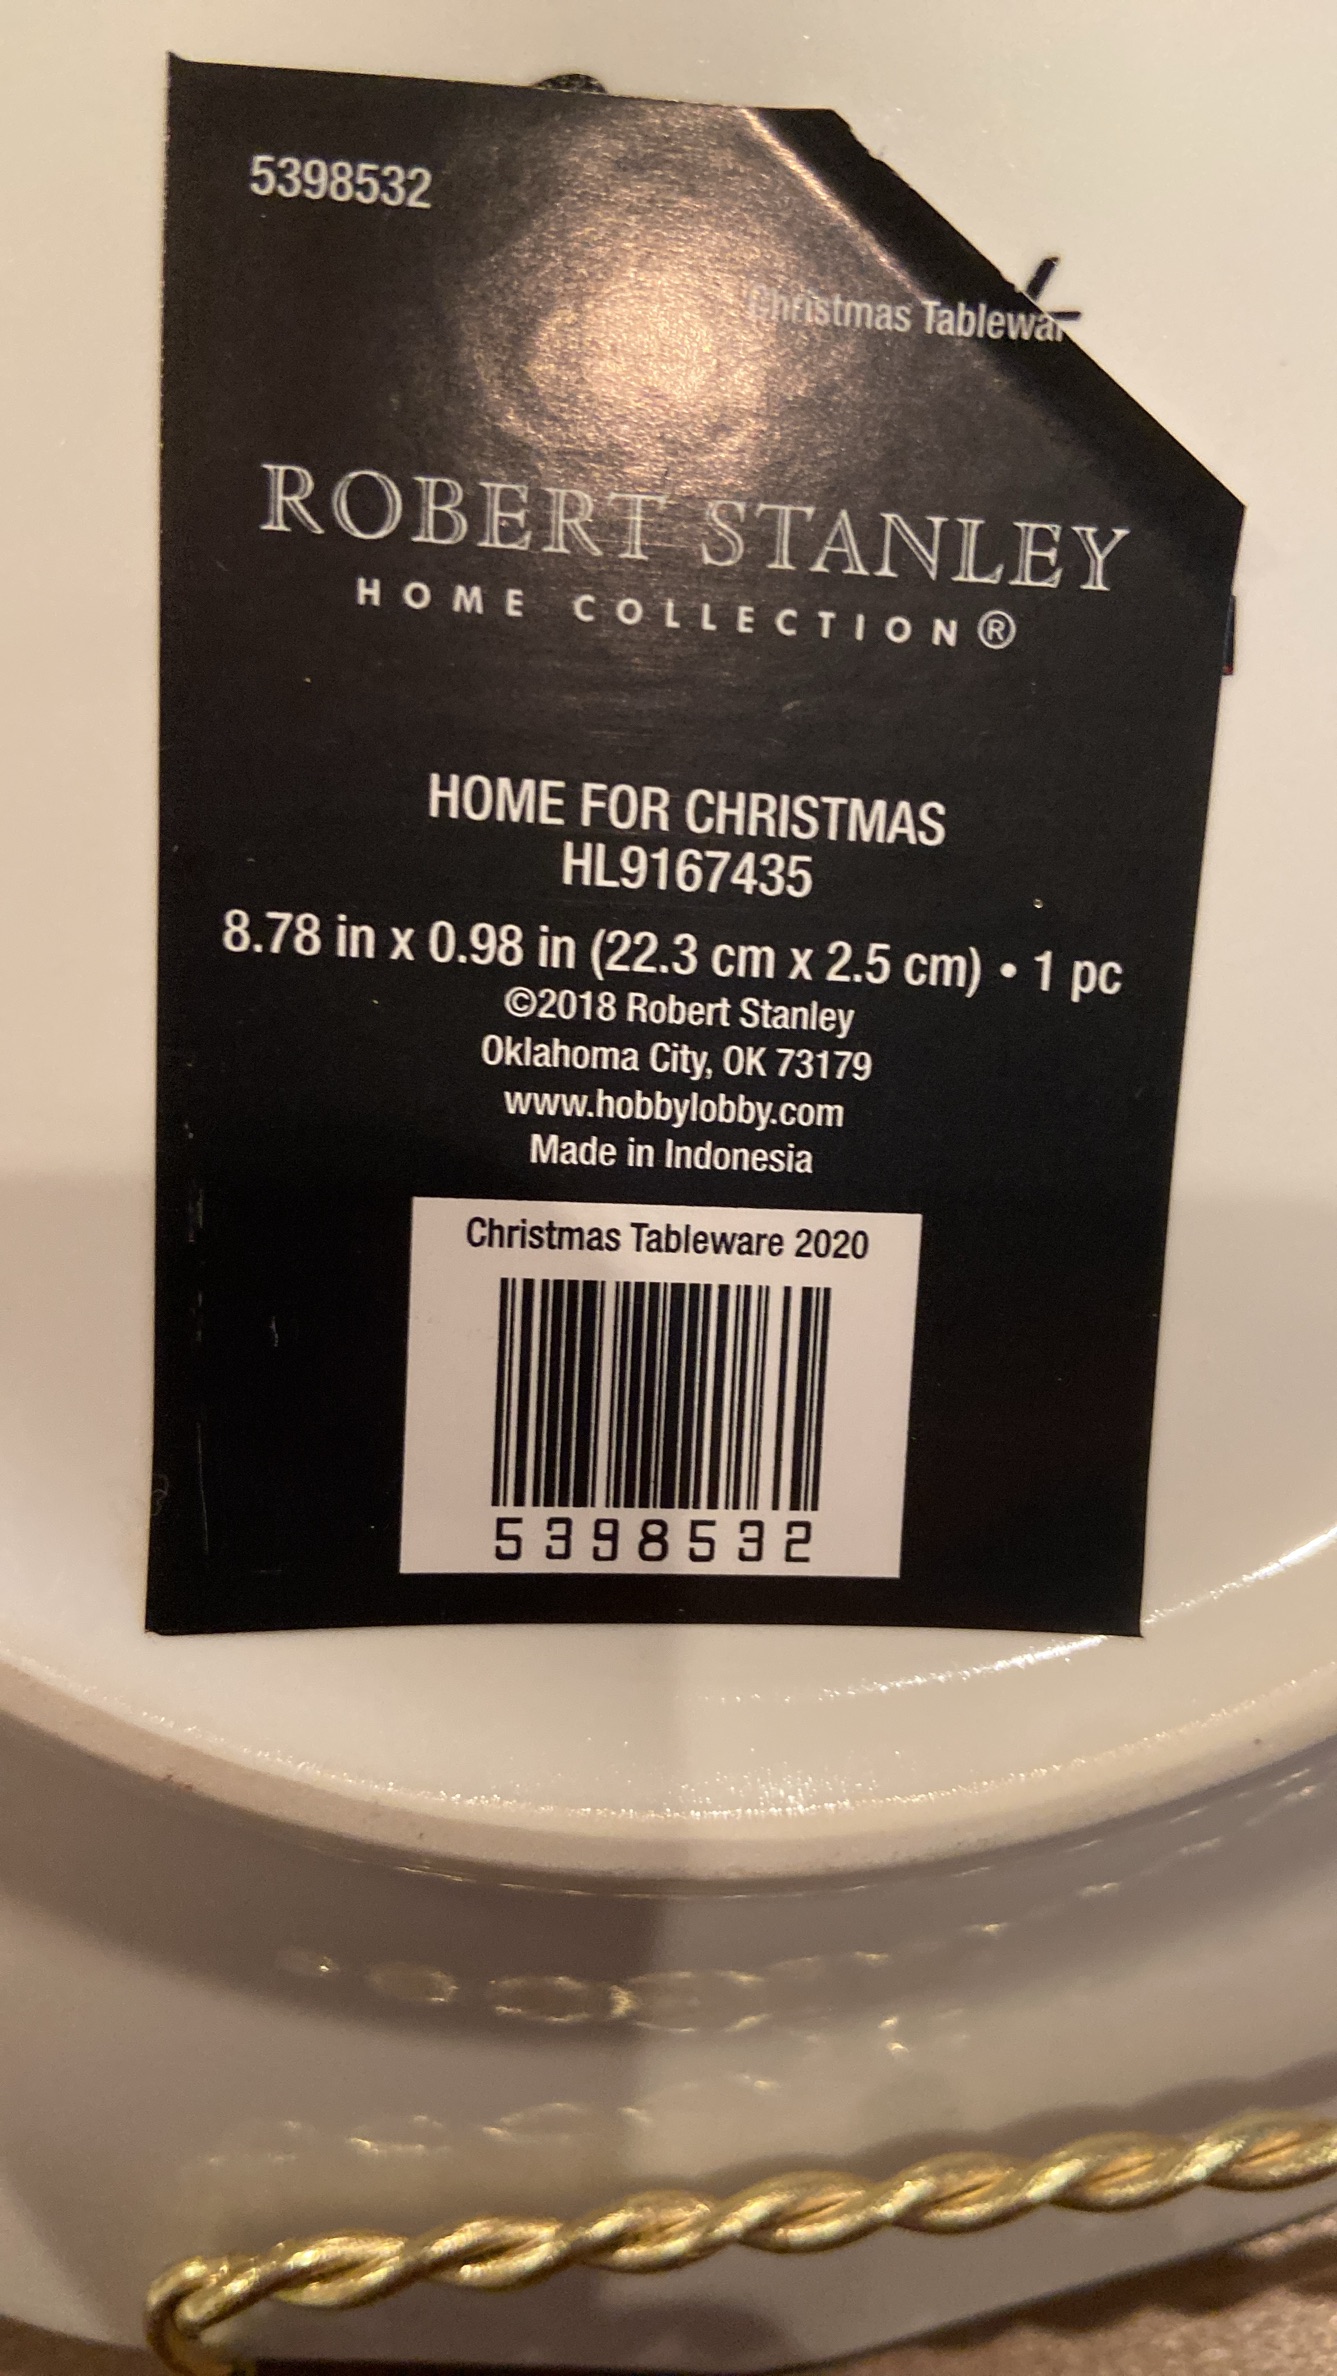 5398532
Christmas Tablewar
ROBERT STANLEY
HOME COLLECTION®
HOME FOR CHRISTMAS
HL9167435
8.78 in x 0.98 in (22.3 cm x 2.5 cm) • 1 pc
©2018 Robert Stanley
Oklahoma City, OK 73179
www.hobbylobby.com
Made in Indonesia
Christmas Tableware 2020
5398532